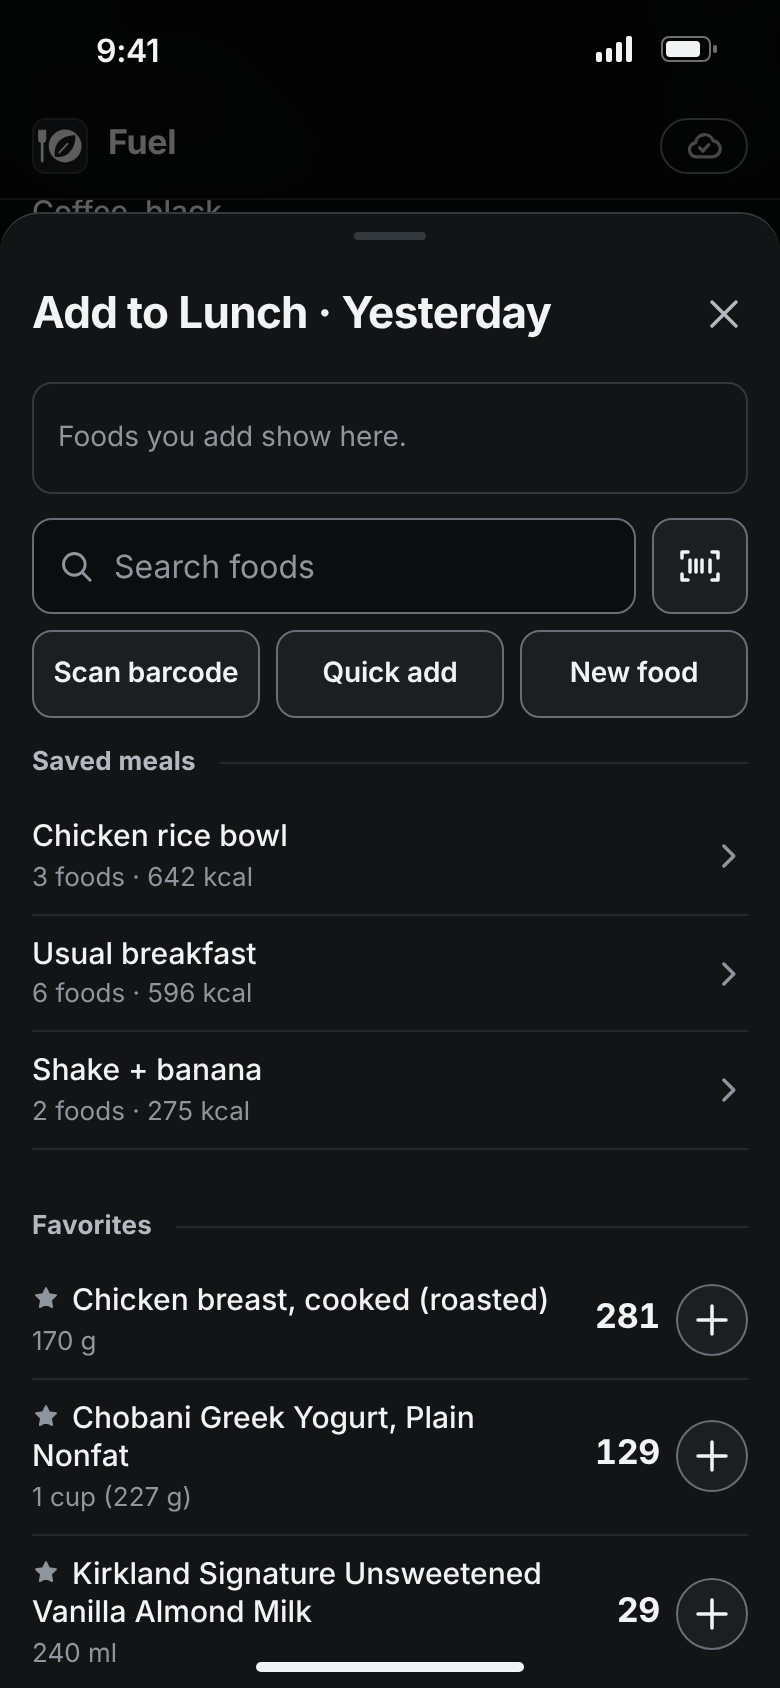 9:41
Fuel
Coffee, black
Add to Lunch · Yesterday
Foods you add show here.
Search foods
Scan barcode
Quick add
New food
Saved meals
Chicken rice bowl
3 foods · 642 kcal
Usual breakfast
6 foods · 596 kcal
Shake + banana
2 foods · 275 kcal
Favorites
Chicken breast, cooked (roasted)
281
170 g
Chobani Greek Yogurt, Plain
Nonfat
129
1 cup (227 g)
Kirkland Signature Unsweetened
Vanilla Almond Milk
29
240 ml